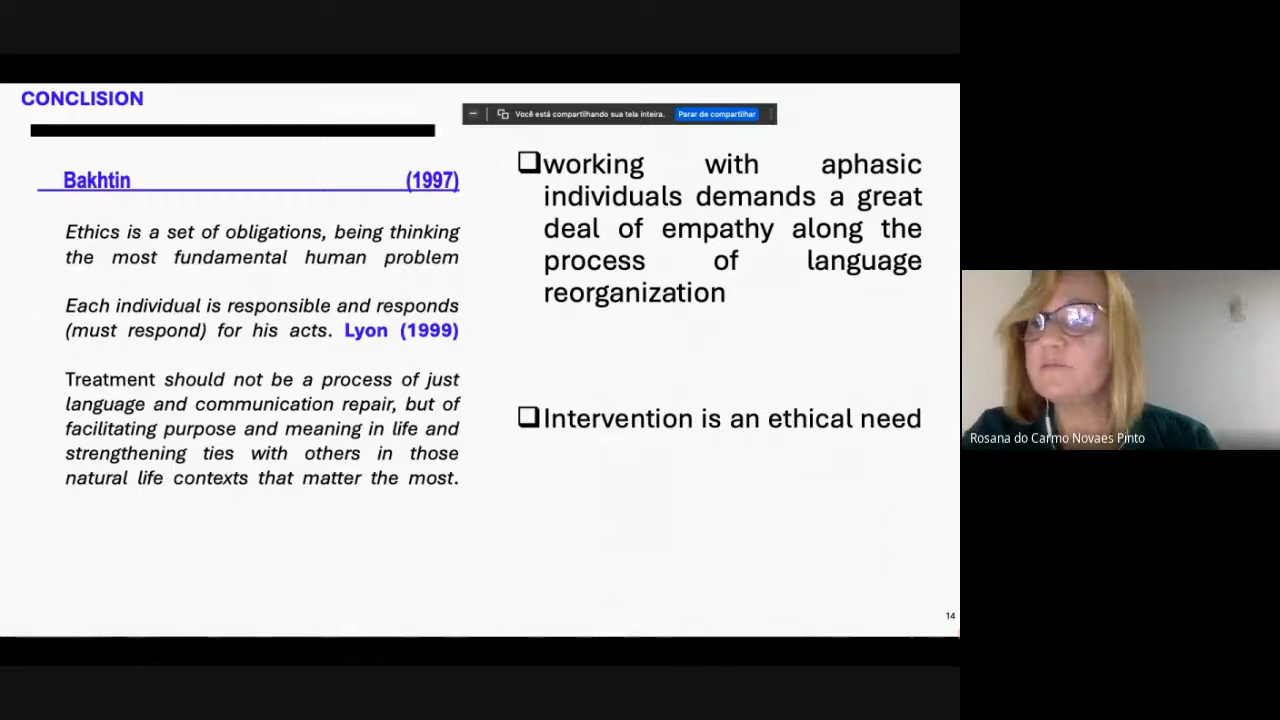 CONCLISION
Você está compartilhando sua tela inteira. Parar de compartilhar
Bakhtin (1997)
Ethics is a set of obligations, being thinking
the most fundamental human problem
Each individual is responsible and responds
(must respond) for his acts. Lyon (1999)
Treatment should not be a process of just
language and communication repair, but of
facilitating purpose and meaning in life and
strengthening ties with others in those
natural life contexts that matter the most.
working with aphasic
individuals demands a great
deal of empathy along the
process of language
reorganization
Intervention is an ethical need
14
Rosana do Carmo Novaes Pinto